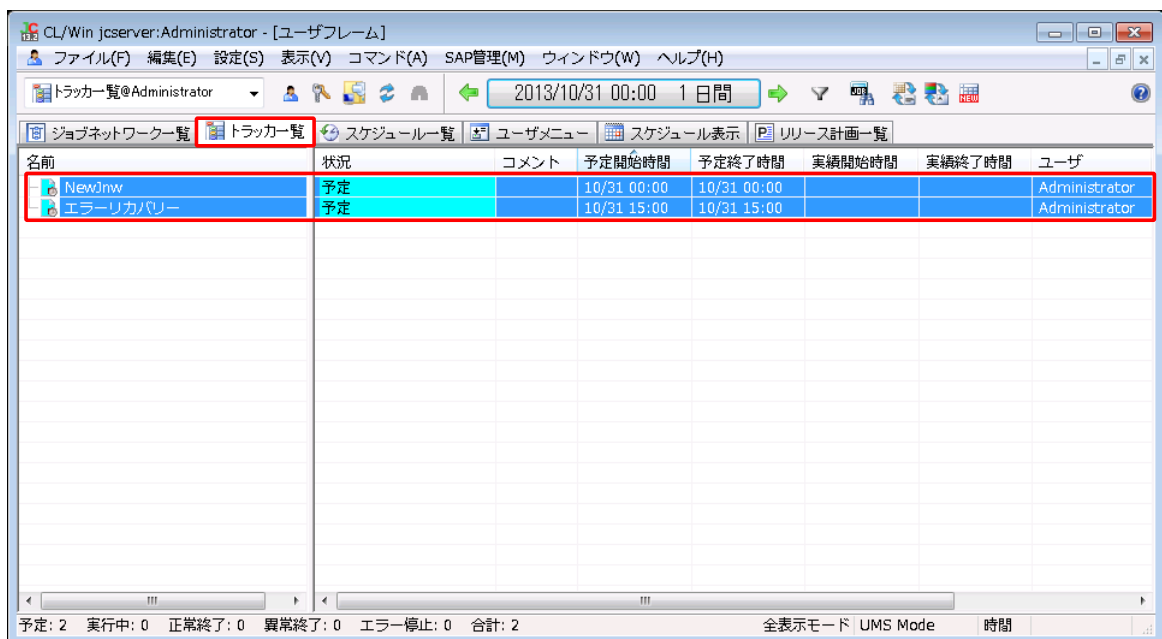 CL/Win jcserver:Administrator - [ユーザフレーム]
ファイル(F) 編集(E) 設定(S) 表示(V) コマンド(A) SAP管理(M) ウィンドウ(W) ヘルプ(H)
トラッカ一覧@Administrator 2013/10/31 00:00 1 日間
ジョブネットワーク一覧 トラッカ一覧 スケジュール一覧 ユーザメニュー スケジュール表示 リリース計画一覧
名前 状況 コメント 予定開始時間 予定終了時間 実績開始時間 実績終了時間 ユーザ
NewJnw 予定 10/31 00:00 10/31 00:00 Administrator
エラーリカバリー 予定 10/31 15:00 10/31 15:00 Administrator
予定: 2 実行中: 0 正常終了: 0 異常終了: 0 エラー停止: 0 合計: 2 全表示モード UMS Mode 時間